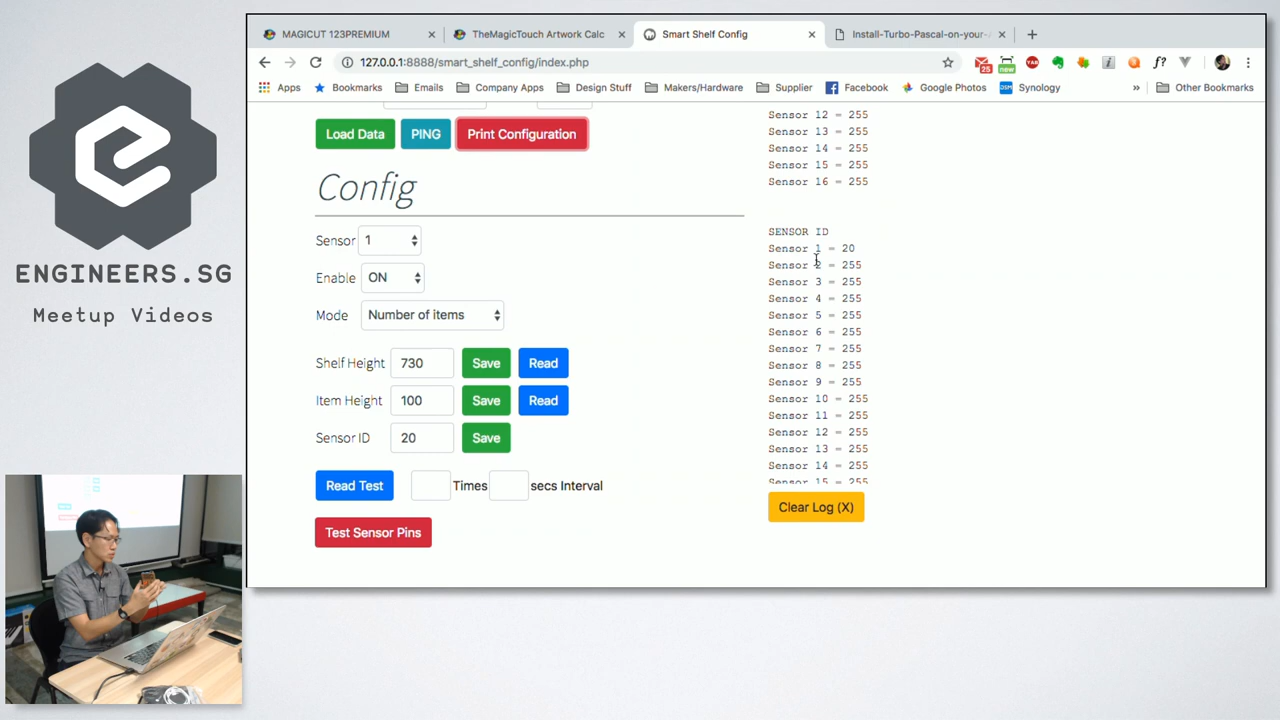 ENGINEERS.SG
Meetup Videos
MAGICUT 123PREMIUM
TheMagicTouch Artwork Calc
Smart Shelf Config
Install-Turbo-Pascal-on-your-
127.0.0.1:8888/smart_shelf_config/index.php
25
new
Apps
Bookmarks
Emails
Company Apps
Design Stuff
Makers/Hardware
Supplier
Facebook
Google Photos
Synology
Other Bookmarks
Load Data
PING
Print Configuration
Config
Sensor 1
Enable ON
Mode Number of items
Shelf Height 730 Save Read
Item Height 100 Save Read
Sensor ID 20 Save
Read Test Times secs Interval
Test Sensor Pins
Sensor 12 = 255
Sensor 13 = 255
Sensor 14 = 255
Sensor 15 = 255
Sensor 16 = 255
SENSOR ID
Sensor 1 = 20
Sensor 2 = 255
Sensor 3 = 255
Sensor 4 = 255
Sensor 5 = 255
Sensor 6 = 255
Sensor 7 = 255
Sensor 8 = 255
Sensor 9 = 255
Sensor 10 = 255
Sensor 11 = 255
Sensor 12 = 255
Sensor 13 = 255
Sensor 14 = 255
Sensor 15 = 255
Clear Log (X)